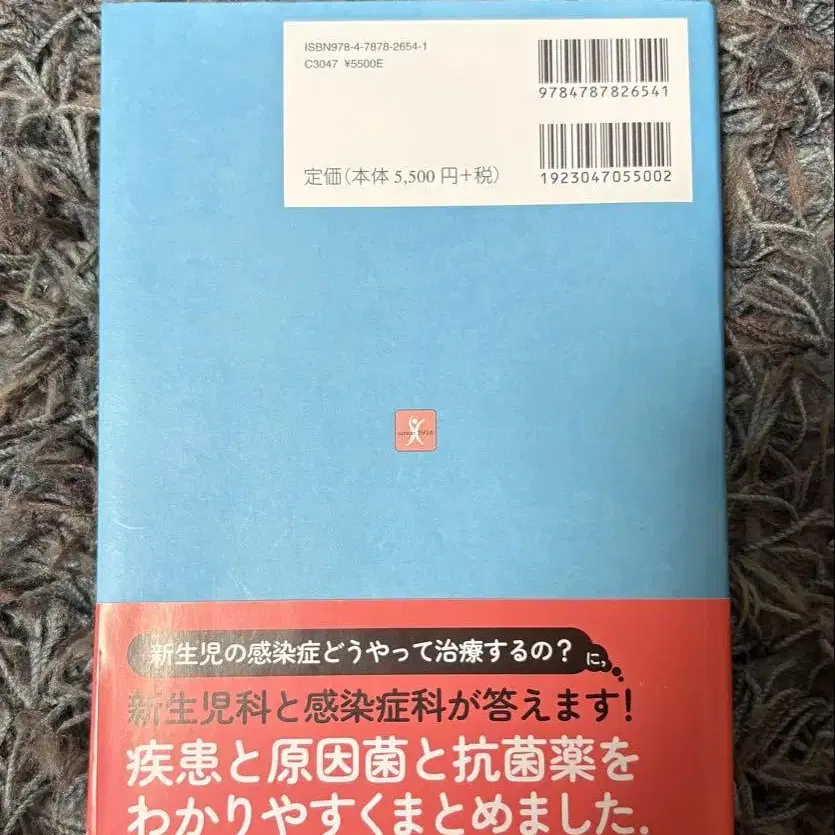 ISBN978-4-7878-2654-1
C3047 ¥5500E
9784787826541
定価(本体 5,500 円+税)
1923047055002
新生児の感染症どうやって治療するの? に,
新生児科と感染症科が答えます!
疾患と原因菌と抗菌薬を
わかりやすくまとめました.